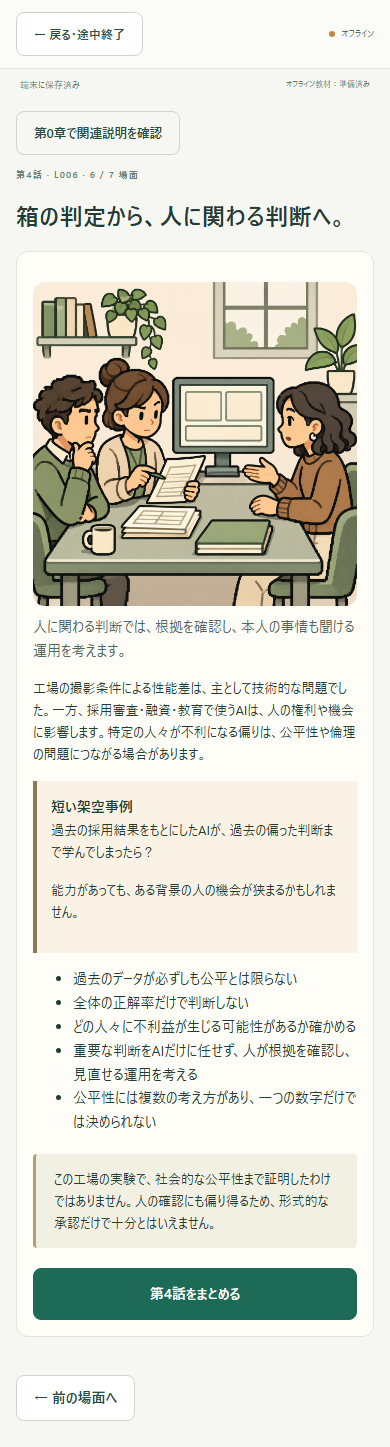 ← 戻る・途中終了
オフライン
端末に保存済み
オフライン教材：準備済み
第0章で関連説明を確認
第4話 · L006 · 6 / 7 場面
箱の判定から、人に関わる判断へ。
人に関わる判断では、根拠を確認し、本人の事情も聞ける
運用を考えます。
工場の撮影条件による性能差は、主として技術的な問題でし
た。一方、採用審査・融資・教育で使うAIは、人の権利や機会
に影響します。特定の人々が不利になる偏りは、公平性や倫理
の問題につながる場合があります。
短い架空事例
過去の採用結果をもとにしたAIが、過去の偏った判断ま
で学んでしまったら？
能力があっても、ある背景の人の機会が狭まるかもしれま
せん。
• 過去のデータが必ずしも公平とは限らない
• 全体の正解率だけで判断しない
• どの人々に不利益が生じる可能性があるか確かめる
• 重要な判断をAIだけに任せず、人が根拠を確認し、
見直せる運用を考える
• 公平性には複数の考え方があり、一つの数字だけで
は決められない
この工場の実験で、社会的な公平性まで証明したわけ
ではありません。人の確認にも偏り得るため、形式的な
承認だけで十分とはいえません。
第4話をまとめる
← 前の場面へ